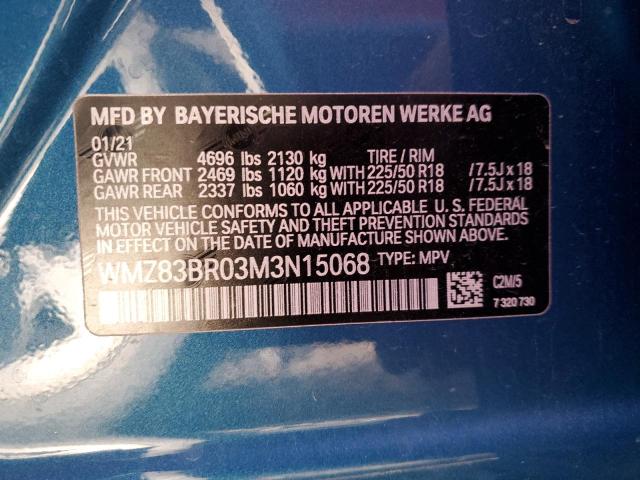 MFD BY BAYERISCHE MOTOREN WERKE AG
01/21
GVWR 4696 lbs 2130 kg TIRE / RIM
GAWR FRONT 2469 lbs 1120 kg WITH 225/50 R18 /7.5J x 18
GAWR REAR 2337 lbs 1060 kg WITH 225/50 R18 /7.5J x 18
THIS VEHICLE CONFORMS TO ALL APPLICABLE U. S. FEDERAL
MOTOR VEHICLE SAFETY AND THEFT PREVENTION STANDARDS
IN EFFECT ON THE DATE OF MANUFACTURE SHOWN ABOVE.
WMZ83BR03M3N15068 TYPE: MPV
C2M/5
7 320 730